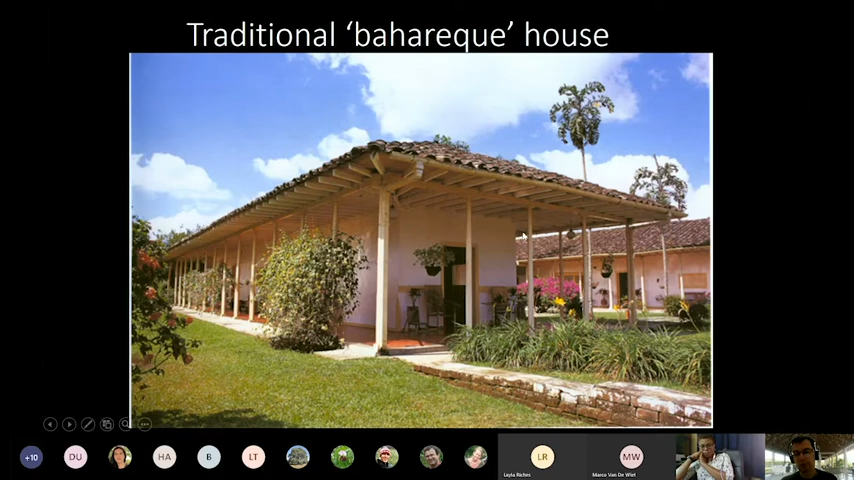 Traditional ‘bahareque’ house
+10
DU
HA
B
LT
LR
MW
Leyla Riches
Marco Van De Wiel